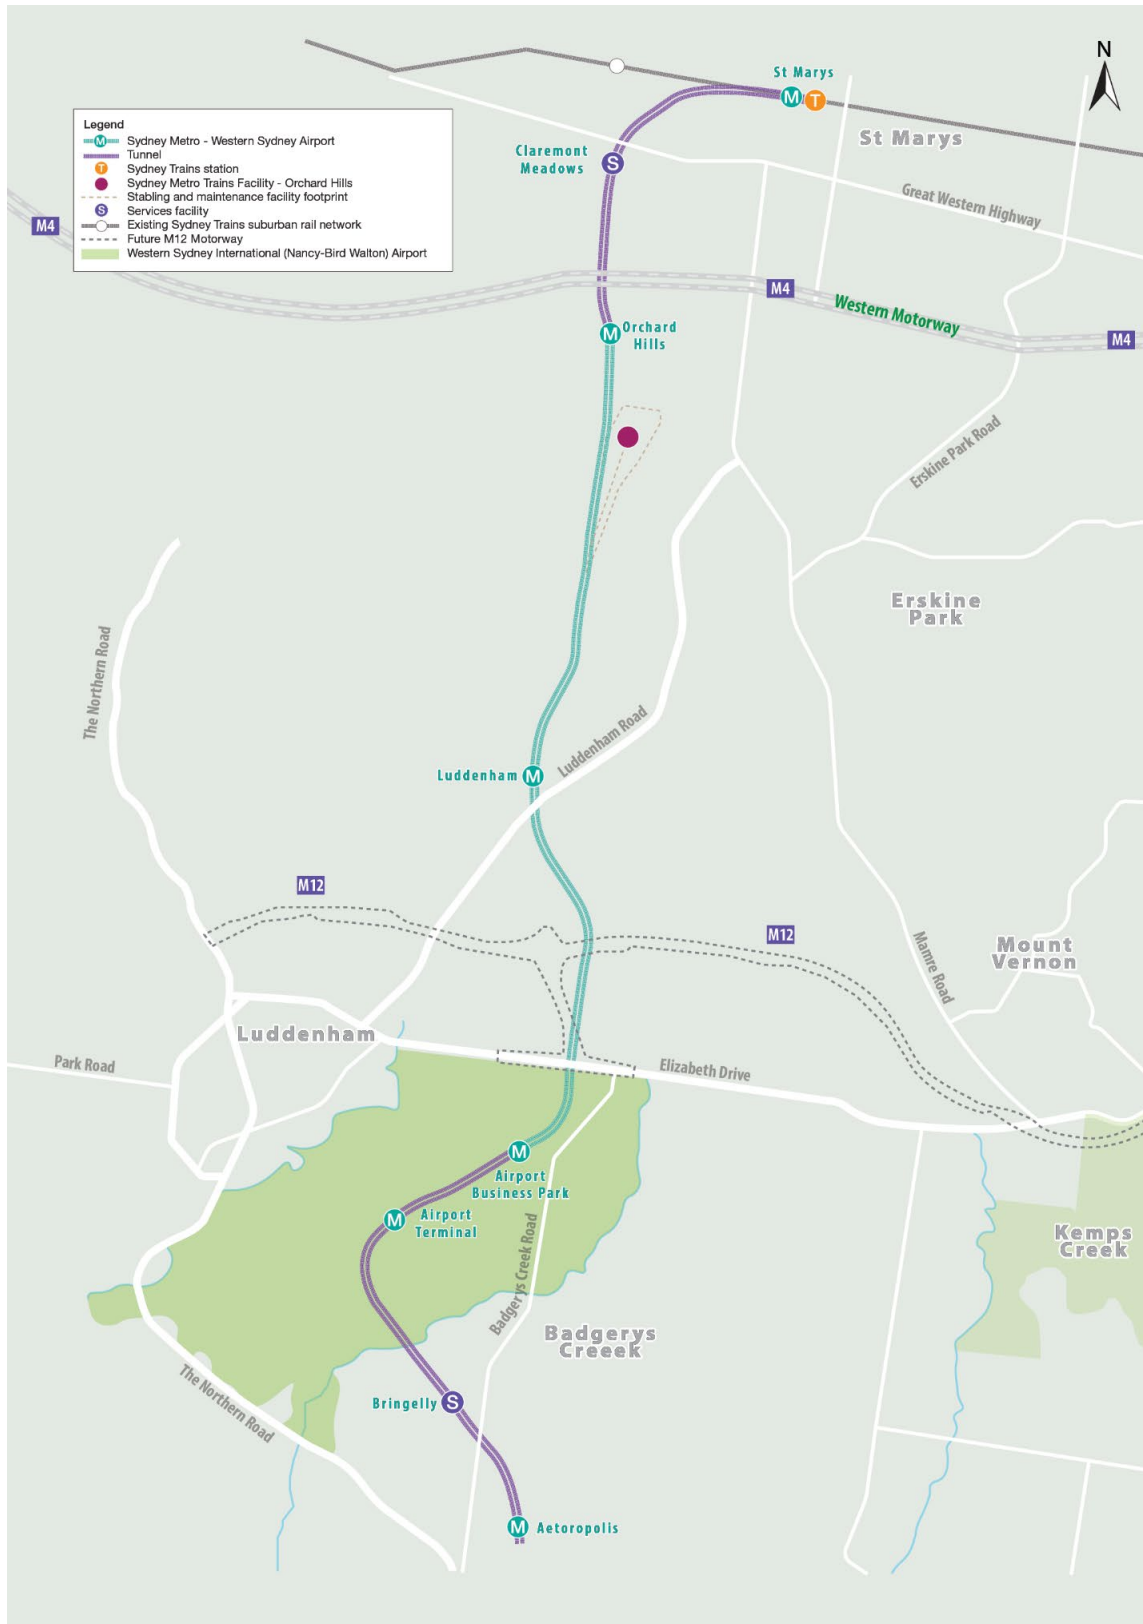 N
St Marys
M
T
St Marys
Legend
M Sydney Metro - Western Sydney Airport
Tunnel
T Sydney Trains station
Sydney Metro Trains Facility - Orchard Hills
Stabling and maintenance facility footprint
S Services facility
Existing Sydney Trains suburban rail network
Future M12 Motorway
Western Sydney International (Nancy-Bird Walton) Airport
Claremont
Meadows
S
Great Western Highway
M4
M4
Western Motorway
M4
M
Orchard
Hills
Erskine Park Road
Erskine
Park
The Northern Road
Luddenham Road
Luddenham
M
M12
M12
Mamre Road
Mount
Vernon
Luddenham
Park Road
Elizabeth Drive
M
Airport
Business Park
M
Airport
Terminal
Badgerys Creek Road
Kemps
Creek
Badgerys
Creeek
The Northern Road
Bringelly
S
M
Aetoropolis